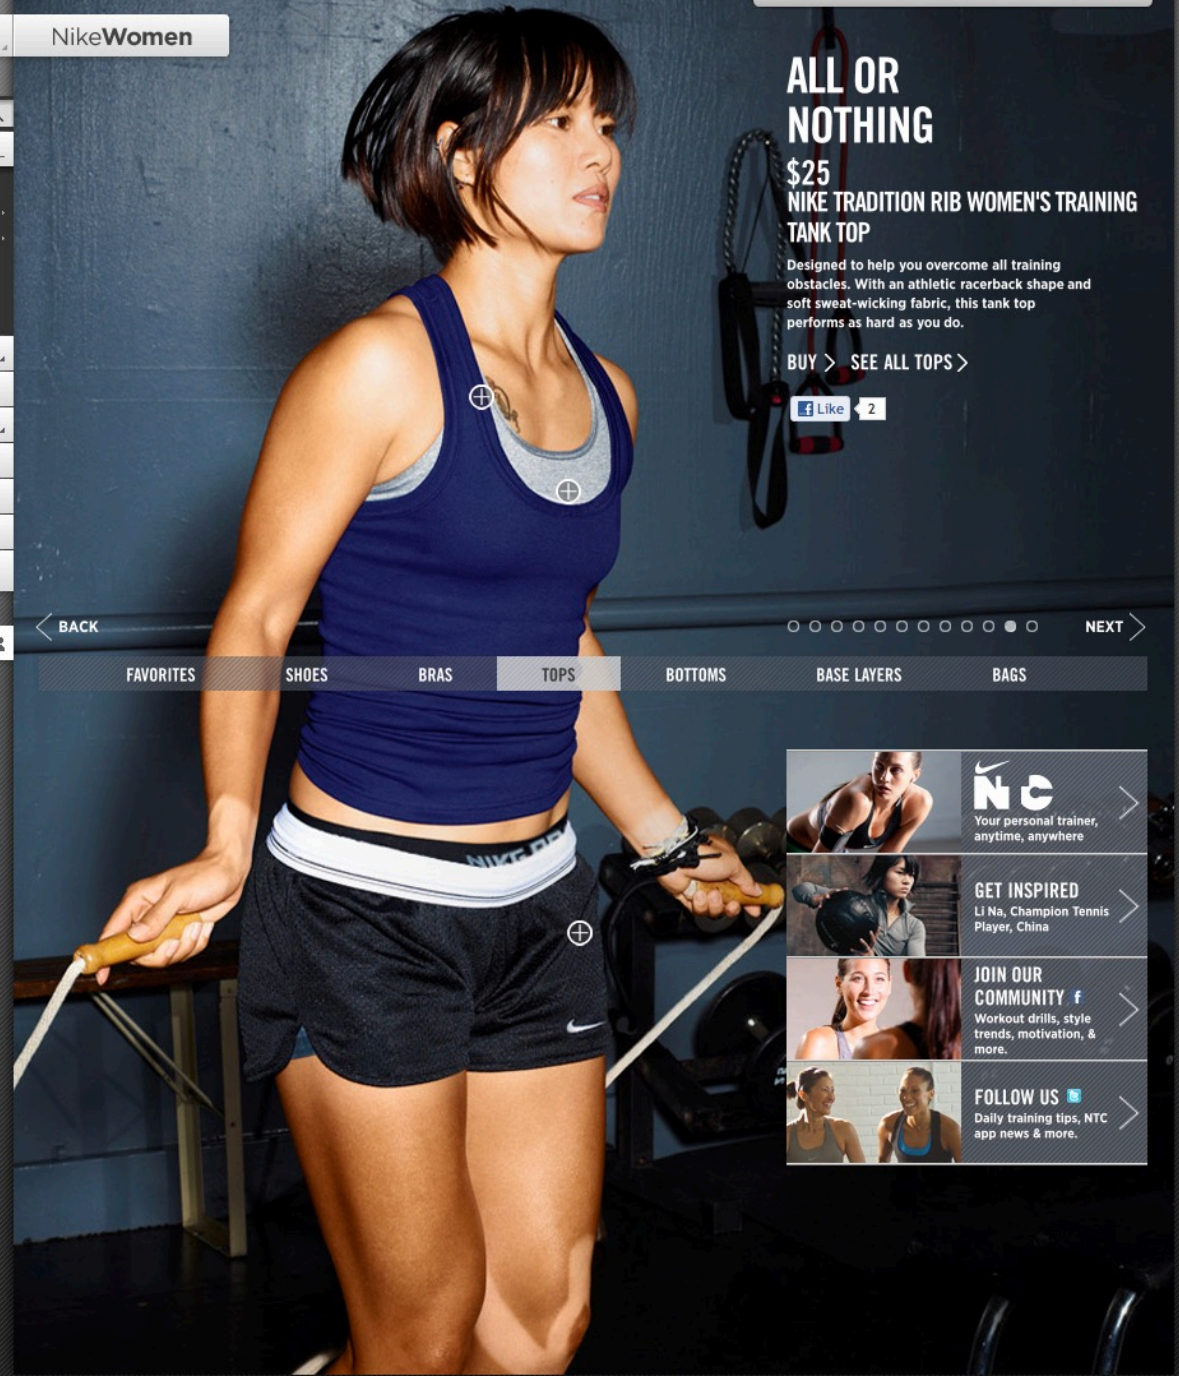 NikeWomen
ALL OR
NOTHING
$25
NIKE TRADITION RIB WOMEN'S TRAINING
TANK TOP
Designed to help you overcome all training
obstacles. With an athletic racerback shape and
soft sweat-wicking fabric, this tank top
performs as hard as you do.
BUY SEE ALL TOPS
Like 2
BACK
NEXT
FAVORITES SHOES BRAS TOPS BOTTOMS BASE LAYERS BAGS
NIKE PRO
N C
Your personal trainer,
anytime, anywhere
GET INSPIRED
Li Na, Champion Tennis
Player, China
JOIN OUR
COMMUNITY f
Workout drills, style
trends, motivation, &
more.
FOLLOW US
Daily training tips, NTC
app news & more.